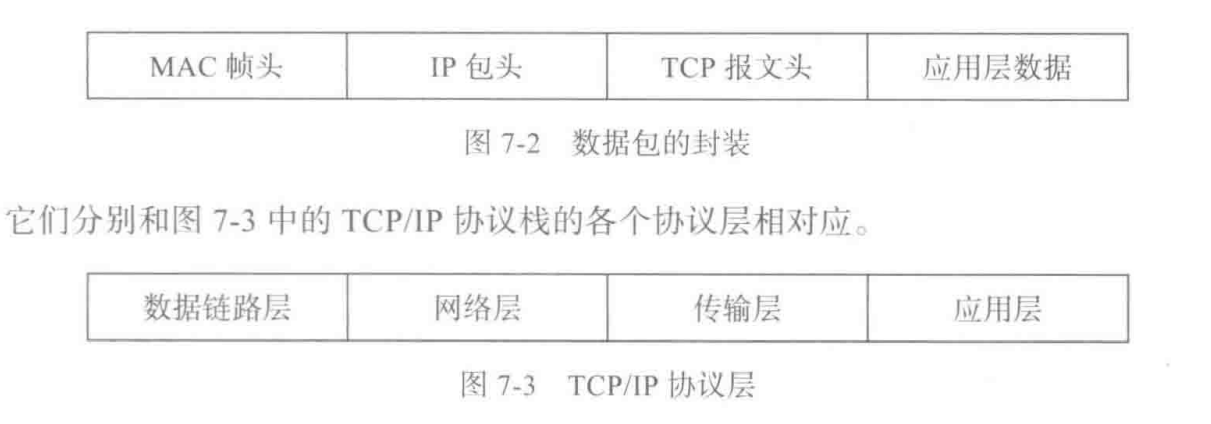 MAC 帧头 IP 包头 TCP 报文头 应用层数据
图 7-2 数据包的封装
它们分别和图 7-3 中的 TCP/IP 协议栈的各个协议层相对应。
数据链路层 网络层 传输层 应用层
图 7-3 TCP/IP 协议层